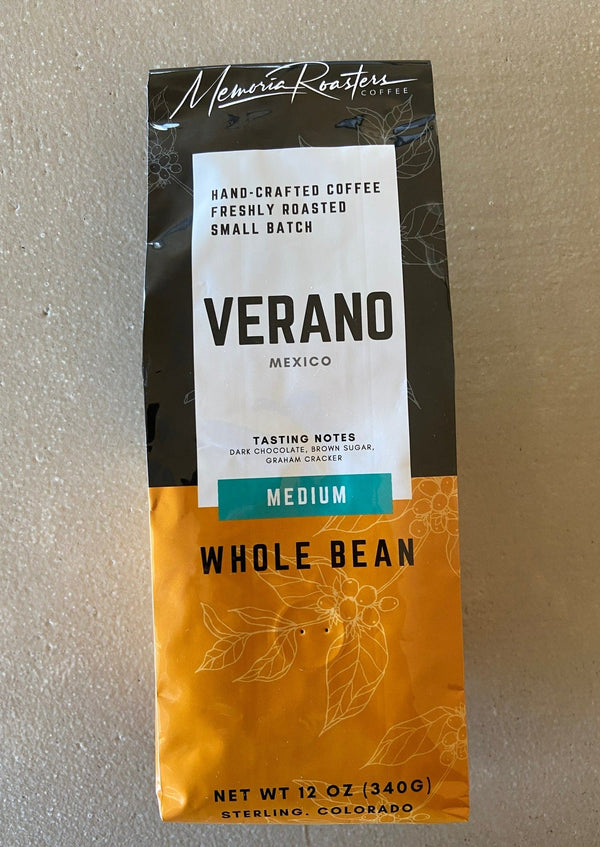 Memoria Roasters
COFFEE
HAND-CRAFTED COFFEE
FRESHLY ROASTED
SMALL BATCH
VERANO
MEXICO
TASTING NOTES
DARK CHOCOLATE, BROWN SUGAR,
GRAHAM CRACKER
MEDIUM
WHOLE BEAN
NET WT 12 OZ (340G)
STERLING, COLORADO